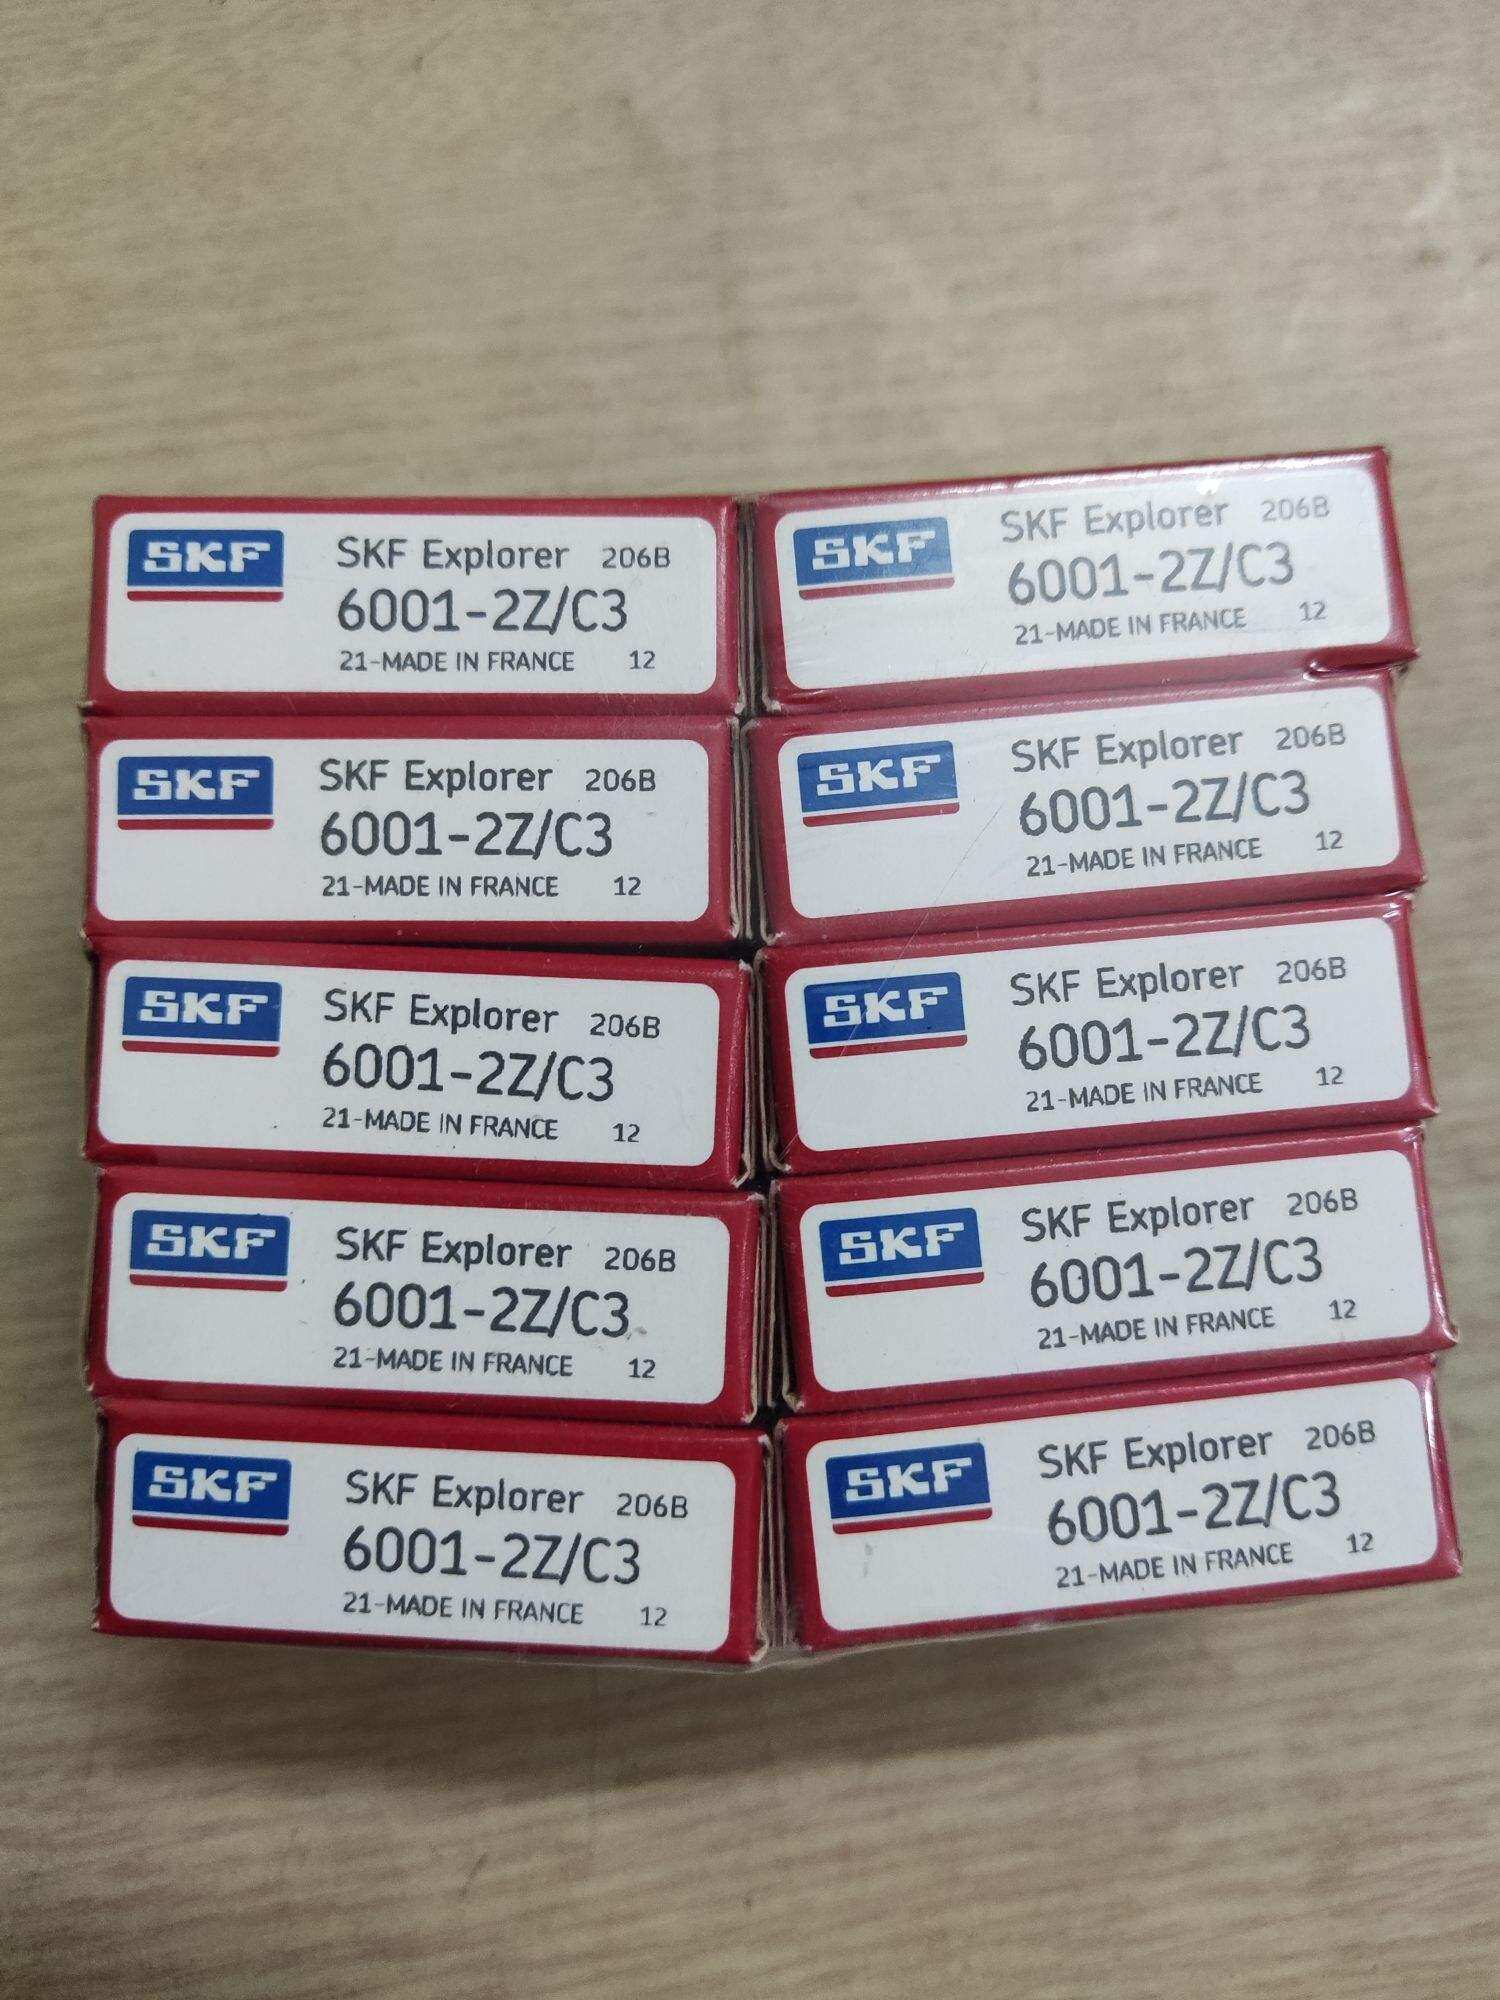 SKF
SKF Explorer 206B
6001-2Z/C3
21-MADE IN FRANCE 12
SKF
SKF Explorer 206B
6001-2Z/C3
21-MADE IN FRANCE 12
SKF
SKF Explorer 206B
6001-2Z/C3
21-MADE IN FRANCE 12
SKF
SKF Explorer 206B
6001-2Z/C3
21-MADE IN FRANCE 12
SKF
SKF Explorer 206B
6001-2Z/C3
21-MADE IN FRANCE 12
SKF
SKF Explorer 206B
6001-2Z/C3
21-MADE IN FRANCE 12
SKF
SKF Explorer 206B
6001-2Z/C3
21-MADE IN FRANCE 12
SKF
SKF Explorer 206B
6001-2Z/C3
21-MADE IN FRANCE 12
SKF
SKF Explorer 206B
6001-2Z/C3
21-MADE IN FRANCE 12
SKF
SKF Explorer 206B
6001-2Z/C3
21-MADE IN FRANCE 12